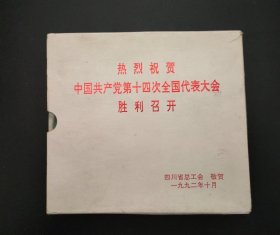 热烈祝贺
中国共产党第十四次全国代表大会
胜利召开
四川省总工会 敬贺
一九九二年十月